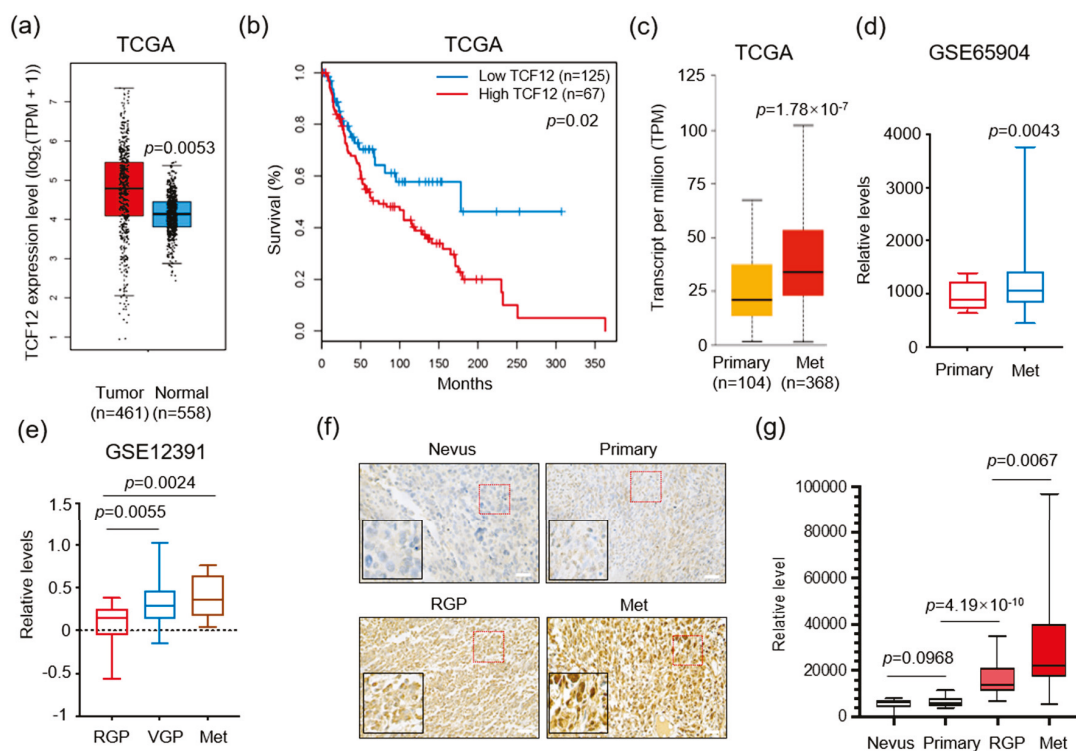 (a)
TCGA
TCF12 expression level (log₂(TPM + 1))
7
6
5
4
3
2
1
p=0.0053
Tumor Normal
(n=461) (n=558)
(b)
TCGA
Survival (%)
1.0
0.8
0.6
0.4
0.2
0.0
Low TCF12 (n=125)
High TCF12 (n=67)
p=0.02
0 50 100 150 200 250 300 350
Months
(c)
TCGA
Transcript per million (TPM)
125
100
75
50
25
0
p=1.78×10⁻⁷
Primary Met
(n=104) (n=368)
(d)
GSE65904
Relative levels
4000
3000
2000
1000
0
p=0.0043
Primary Met
(e)
GSE12391
p=0.0024
p=0.0055
Relative levels
1.5
1.0
0.5
0
-0.5
-1
RGP VGP Met
(f)
Nevus Primary
RGP Met
(g)
p=0.0067
p=4.19×10⁻¹⁰
p=0.0968
Relative level
100000
80000
60000
40000
20000
0
Nevus Primary RGP Met